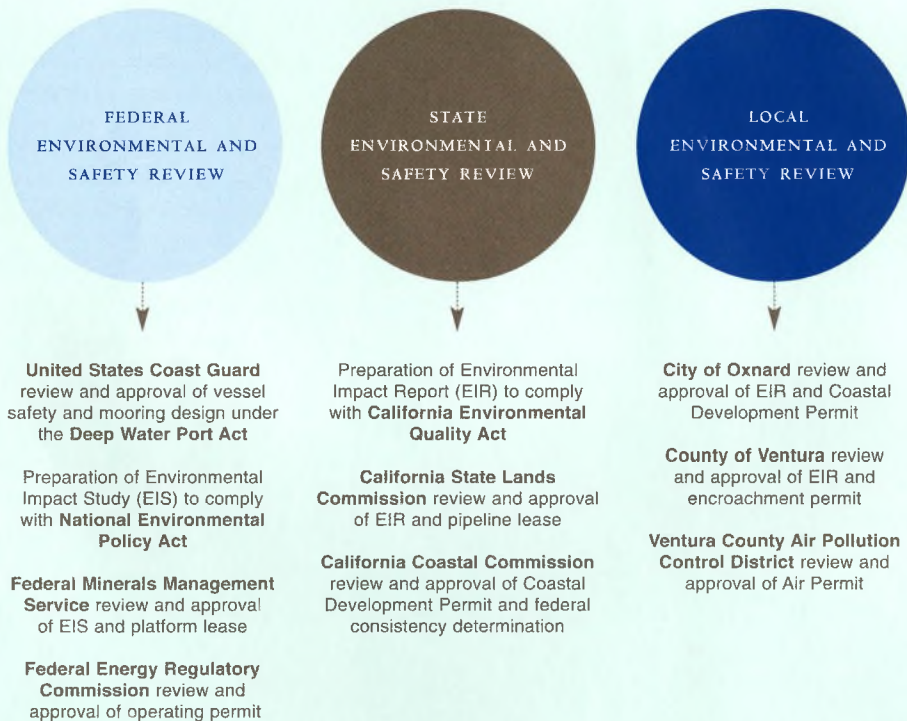 FEDERAL
ENVIRONMENTAL AND
SAFETY REVIEW
United States Coast Guard
review and approval of vessel
safety and mooring design under
the Deep Water Port Act
Preparation of Environmental
Impact Study (EIS) to comply
with National Environmental
Policy Act
Federal Minerals Management
Service review and approval
of EIS and platform lease
Federal Energy Regulatory
Commission review and
approval of operating permit
STATE
ENVIRONMENTAL AND
SAFETY REVIEW
Preparation of Environmental
Impact Report (EIR) to comply
with California Environmental
Quality Act
California State Lands
Commission review and approval
of EIR and pipeline lease
California Coastal Commission
review and approval of Coastal
Development Permit and federal
consistency determination
LOCAL
ENVIRONMENTAL AND
SAFETY REVIEW
City of Oxnard review and
approval of EIR and Coastal
Development Permit
County of Ventura review
and approval of EIR and
encroachment permit
Ventura County Air Pollution
Control District review and
approval of Air Permit